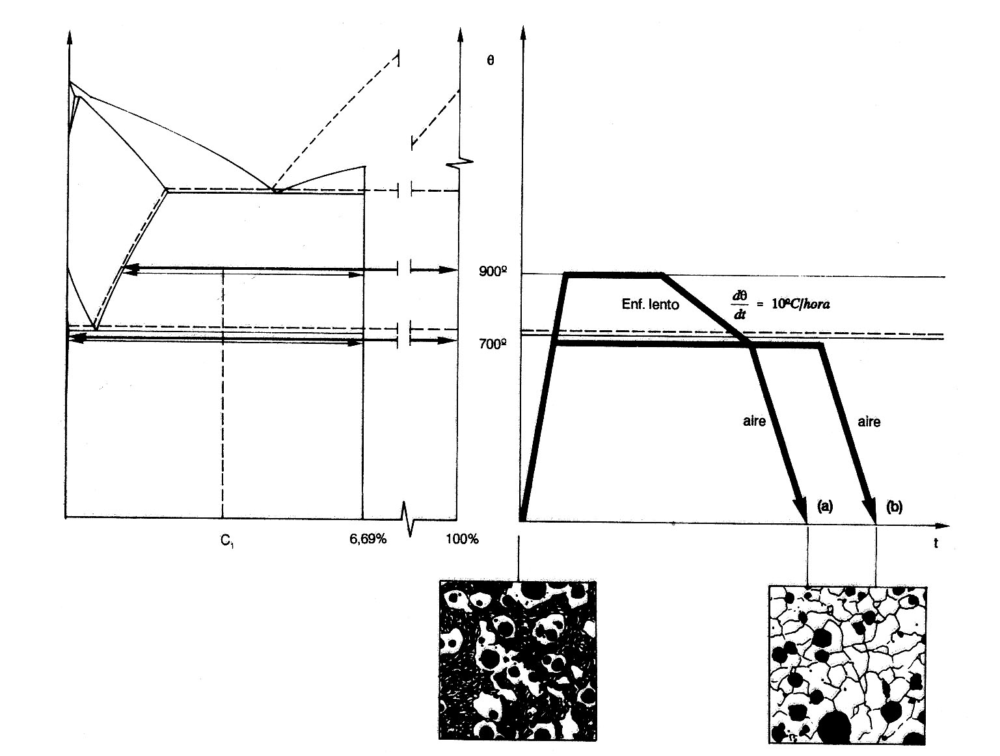 θ
900º
Enf. lento
dθ
dt
= 10ºC/hora
700º
aire
aire
(a)
(b)
C₁
6,69%
100%
t